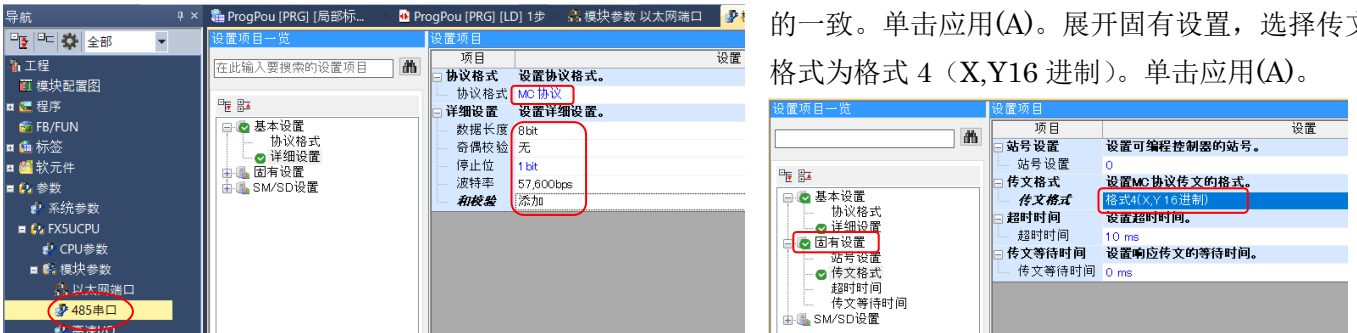 导航
ProgPou [PRG] [局部标...
ProgPou [PRG] [LD] 1步
模块参数 以太网端口
全部
工程
模块配置图
程序
FB/FUN
标签
软元件
参数
系统参数
FX5UCPU
CPU参数
模块参数
以太网端口
485串口
高速I/O
设置项目一览
在此输入要搜索的设置项目
基本设置
协议格式
详细设置
固有设置
SM/SD设置
设置项目
项目 设置
协议格式 设置协议格式。
协议格式 MC协议
详细设置 设置详细设置。
数据长度 8bit
奇偶校验 无
停止位 1bit
波特率 57,600bps
和校验 添加
的一致。单击应用(A)。展开固有设置，选择传文
格式为格式 4（X,Y16 进制）。单击应用(A)。
设置项目一览
基本设置
协议格式
详细设置
固有设置
站号设置
传文格式
超时时间
传文等待时间
SM/SD设置
设置项目
项目 设置
站号设置 设置可编程控制器的站号。
站号设置 0
传文格式 设置MC协议传文的格式。
传文格式 格式4(X,Y16进制)
超时时间 设置超时时间。
超时时间 10 ms
传文等待时间 设置响应传文的等待时间。
传文等待时间 0 ms